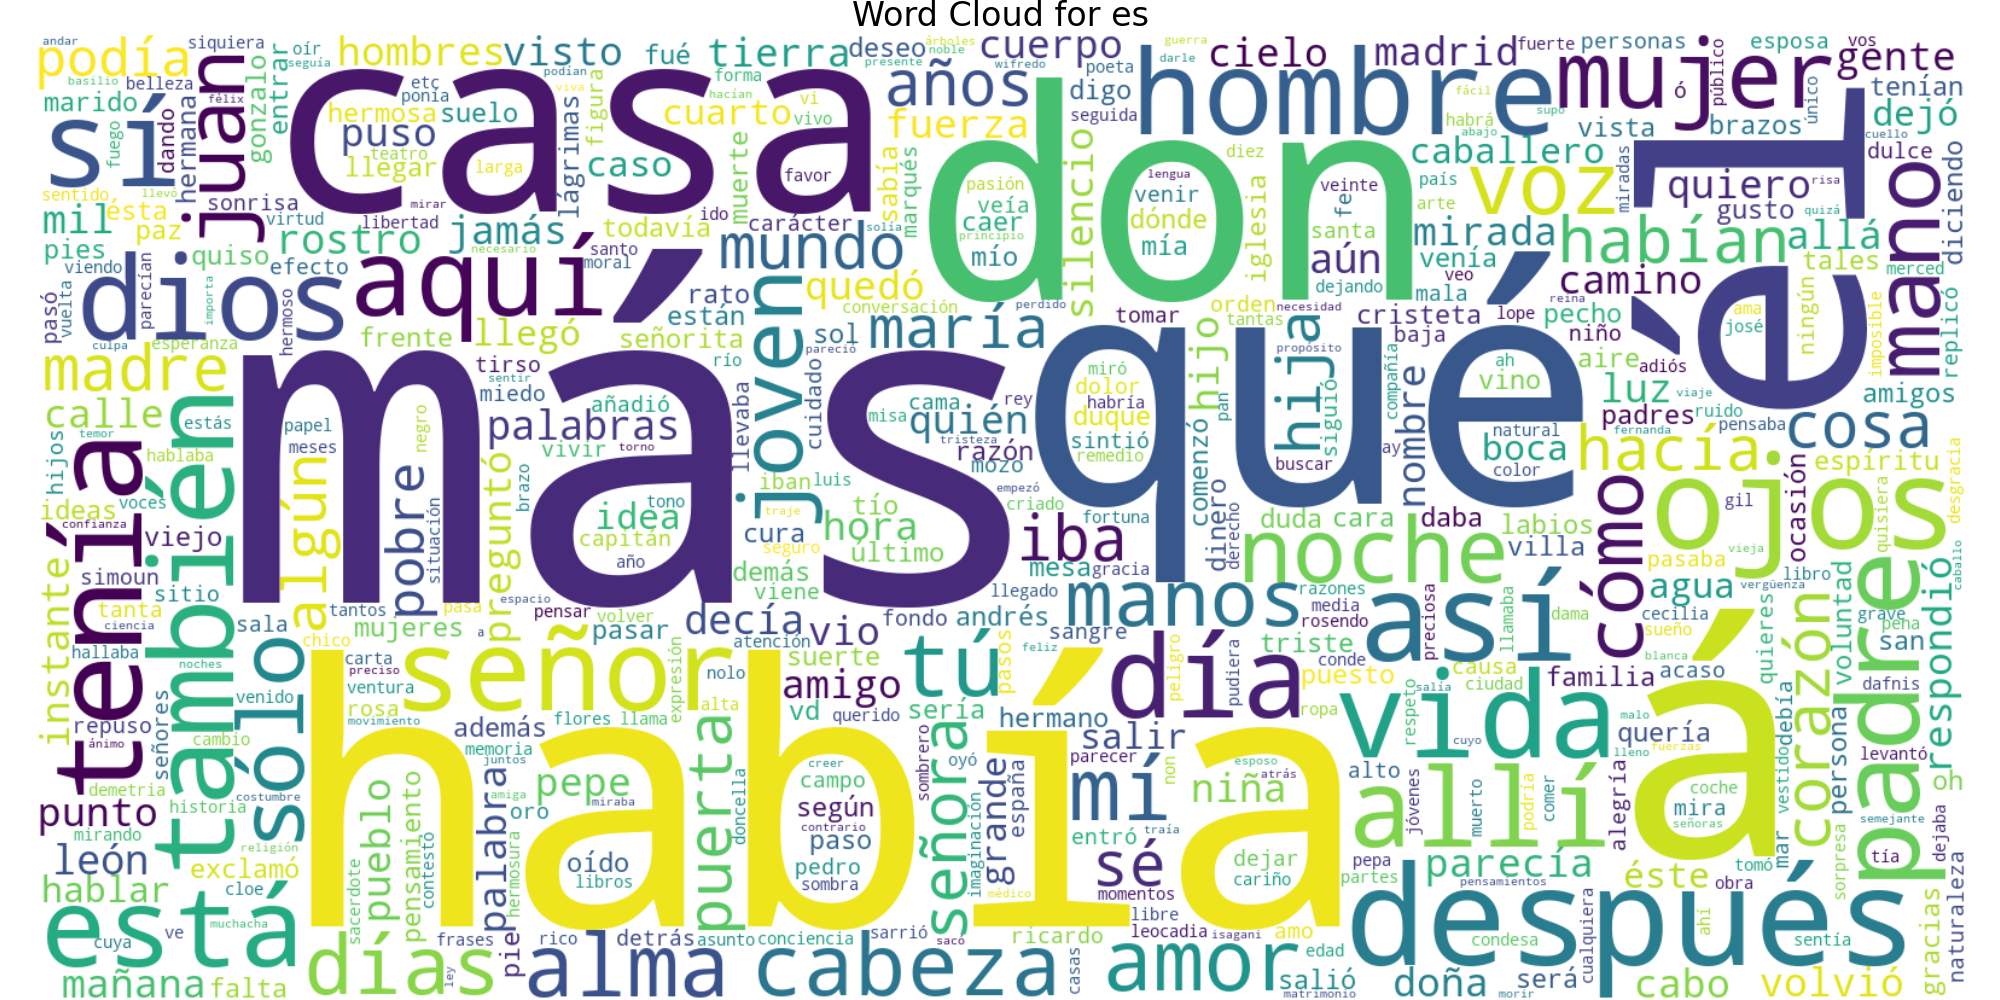 Word Cloud for es
más
había
qué
don
casa
él
á
hombre
mujer
sí
juan
dios
aquí
mundo
joven
maría
años
voz
mano
ojos
padre
así
vida
allí
después
noche
manos
día
señor
tenía
también
está
sólo
días
alma
cabeza
amor
señora
tú
mí
sé
iba
hija
hijo
cómo
cosa
corazón
respondió
hacía
habían
allá
quiero
camino
mirada
caballero
madrid
gente
cielo
cuerpo
tierra
visto
hombres
podía
puso
rostro
jamás
cuarto
fuerza
silencio
quedó
aún
luz
boca
nombre
quién
palabras
algún
pobre
preguntó
madre
calle
instante
punto
león
hablar
mañana
falta
pueblo
pensamiento
palabra
pepe
puerta
amigo
decía
vio
idea
hora
niña
salir
grande
parecía
éste
doña
cabo
volvió
gracias
naturaleza
salió
será
quería
agua
espíritu
dejó
tenían
brazos
vista
dulce
diciendo
replicó
andar
seguía
siquiera
oír
basilio
belleza
marido
félix
fuego
dando
hermana
gonzalo
entrar
etc
ponía
hermosa
suelo
teatro
llegar
larga
fué
forma
figura
lágrimas
caso
podían
viva
hacían
vi
vivo
favor
deseo
presente
árboles
noble
wifredo
guerra
poeta
darle
digo
seguida
fuerte
personas
esposa
vos
público
ó
único
cuello
fácil
supo
habrá
abajo
diez
sentido
llevó
mil
ésta
paz
pies
sonrisa
virtud
mirar
libertad
viendo
quiso
efecto
necesario
santo
moral
ido
todavía
muerte
carácter
sabía
marqués
solía
pasión
veía
caer
principio
mío
lengua
venir
dónde
mía
iglesia
veinte
fe
santa
dejando
país
arte
venía
veo
mala
miradas
gusto
risa
quizá
tales
merced
pasó
vuelta
parecían
importa
hermoso
culpa
esperanza
frente
llegó
tirso
miedo
rato
están
señorita
río
sol
conversación
pareció
perdido
tomar
orden
tantas
necesidad
cristeta
baja
reina
lope
pecho
niño
aire
adiós
ama
josé
ningún
imposible
amigos
padres
ruido
viaje
pensaba
fernanda
natural
color
vino
ah
compañía
ay
buscar
siguió
propósito
pan
comenzó
miró
dolor
habría
duque
sintió
remedio
rey
cama
misa
tristeza
razón
mozo
empezó
criado
tío
capitán
último
cura
seguro
traje
iban
luis
cuidado
llevaba
añadió
vivir
torno
tono
año
sentir
negro
brazo
papel
meses
situación
estás
temor
hablaba
hijos
ideas
voces
confianza
viejo
simoun
sitio
tanta
ciencia
hallaba
noches
sala
tantos
chico
mujeres
pasa
a
espacio
pensar
volver
pasar
atención
demás
viene
fondo
andrés
llegado
mesa
gracia
fortuna
dinero
derecho
duda
cara
daba
labios
villa
gil
ocasión
pasaba
vieja
quisiera
desgracia
caballo
libro
vergüenza
cecilia
sueño
grave
peña
san
voluntad
quieres
blanca
dafnis
familia
acaso
causa
ciudad
llamaba
dama
preciosa
razones
media
rosendo
sangre
triste
conde
puesto
pudiera
peligro
feliz
pasos
suerte
vd
querido
sería
hermano
parecer
ropa
respeto
salía
cuyo
malo
lleno
fuerzas
debía
persona
levantó
semejante
tía
dejaba
oh
vestido
mar
mira
coche
señoras
alegría
comer
podría
muerto
jóvenes
alto
esposo
atrás
non
entró
traía
dejar
cariño
momentos
pepa
partes
pensamientos
obra
tomó
sorpresa
ahí
sentía
cualquiera
condesa
morir
edad
matrimonio
amo
libre
leocadia
isagani
ricardo
médico
españa
imaginación
oyó
sombrero
sacó
sarrió
conciencia
asunto
casas
detrás
rico
frases
pie
ley
libros
oído
hermosura
contestó
sacerdote
carta
preciso
ventura
rosa
movimiento
además
flores
llama
memoria
juntos
amiga
oro
miraba
nolo
alta
expresión
doncella
creer
campo
según
contrario
paso
pedro
sombra
repuso
ánimo
señores
cambio
venido
demetria
historia
costumbre
mirando
religión
exclamó
cloe
muchacha
cuya
ve